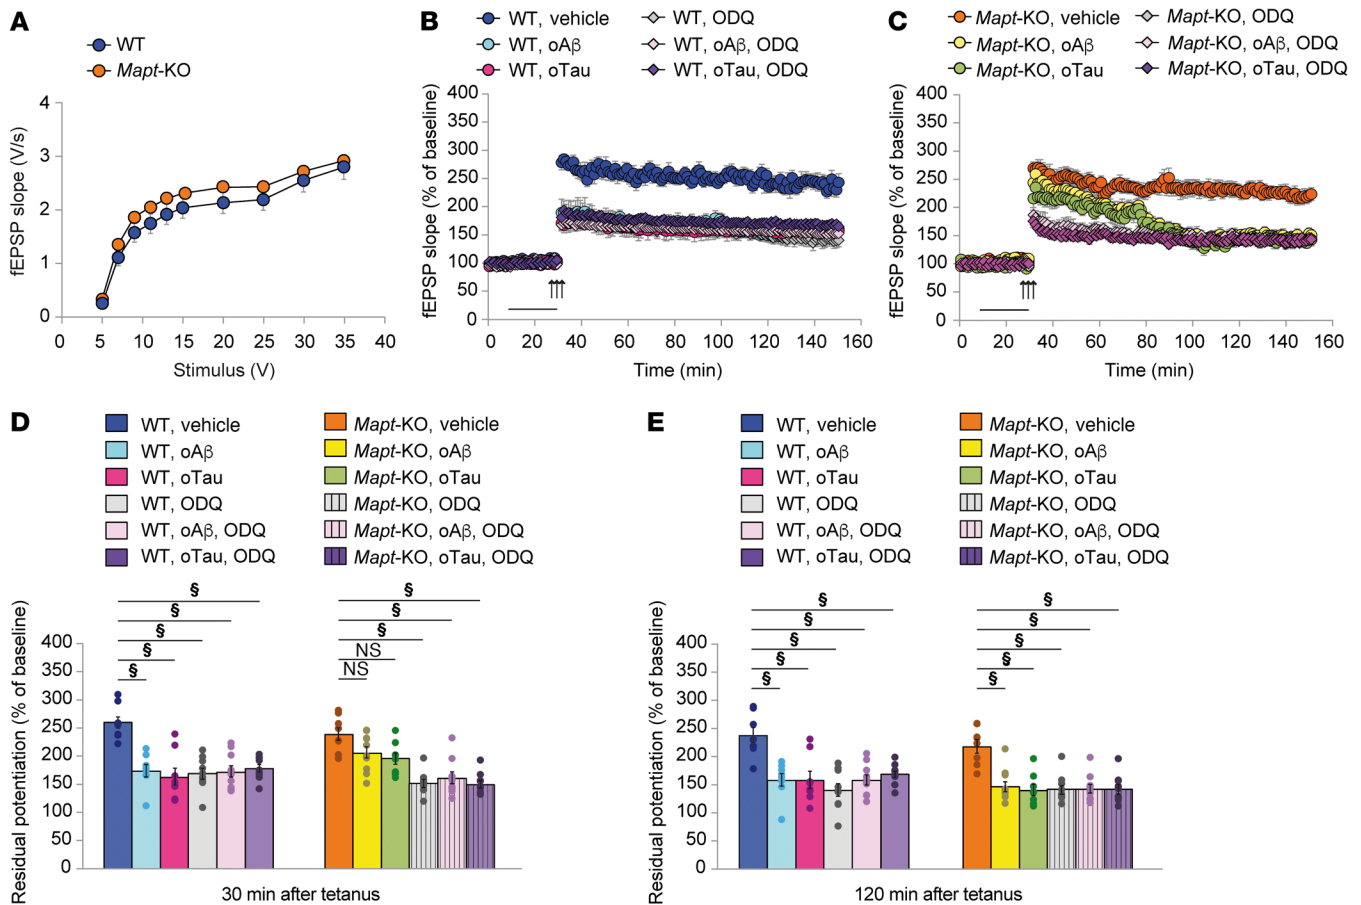 A
WT
Mapt-KO
fEPSP slope (V/s)
4
3
2
1
0
0 5 10 15 20 25 30 35 40
Stimulus (V)
B
WT, vehicle
WT, oAβ
WT, oTau
WT, ODQ
WT, oAβ, ODQ
WT, oTau, ODQ
fEPSP slope (% of baseline)
400
350
300
250
200
150
100
50
0
0 20 40 60 80 100 120 140 160
Time (min)
C
Mapt-KO, vehicle
Mapt-KO, oAβ
Mapt-KO, oTau
Mapt-KO, ODQ
Mapt-KO, oAβ, ODQ
Mapt-KO, oTau, ODQ
fEPSP slope (% of baseline)
400
350
300
250
200
150
100
50
0
0 20 40 60 80 100 120 140 160
Time (min)
D
WT, vehicle
WT, oAβ
WT, oTau
WT, ODQ
WT, oAβ, ODQ
WT, oTau, ODQ
Mapt-KO, vehicle
Mapt-KO, oAβ
Mapt-KO, oTau
Mapt-KO, ODQ
Mapt-KO, oAβ, ODQ
Mapt-KO, oTau, ODQ
Residual potentiation (% of baseline)
400
350
300
250
200
150
100
50
0
§
§
§
§
§
§
§
§
NS
NS
30 min after tetanus
E
WT, vehicle
WT, oAβ
WT, oTau
WT, ODQ
WT, oAβ, ODQ
WT, oTau, ODQ
Mapt-KO, vehicle
Mapt-KO, oAβ
Mapt-KO, oTau
Mapt-KO, ODQ
Mapt-KO, oAβ, ODQ
Mapt-KO, oTau, ODQ
Residual potentiation (% of baseline)
400
350
300
250
200
150
100
50
0
§
§
§
§
§
§
§
§
§
§
120 min after tetanus